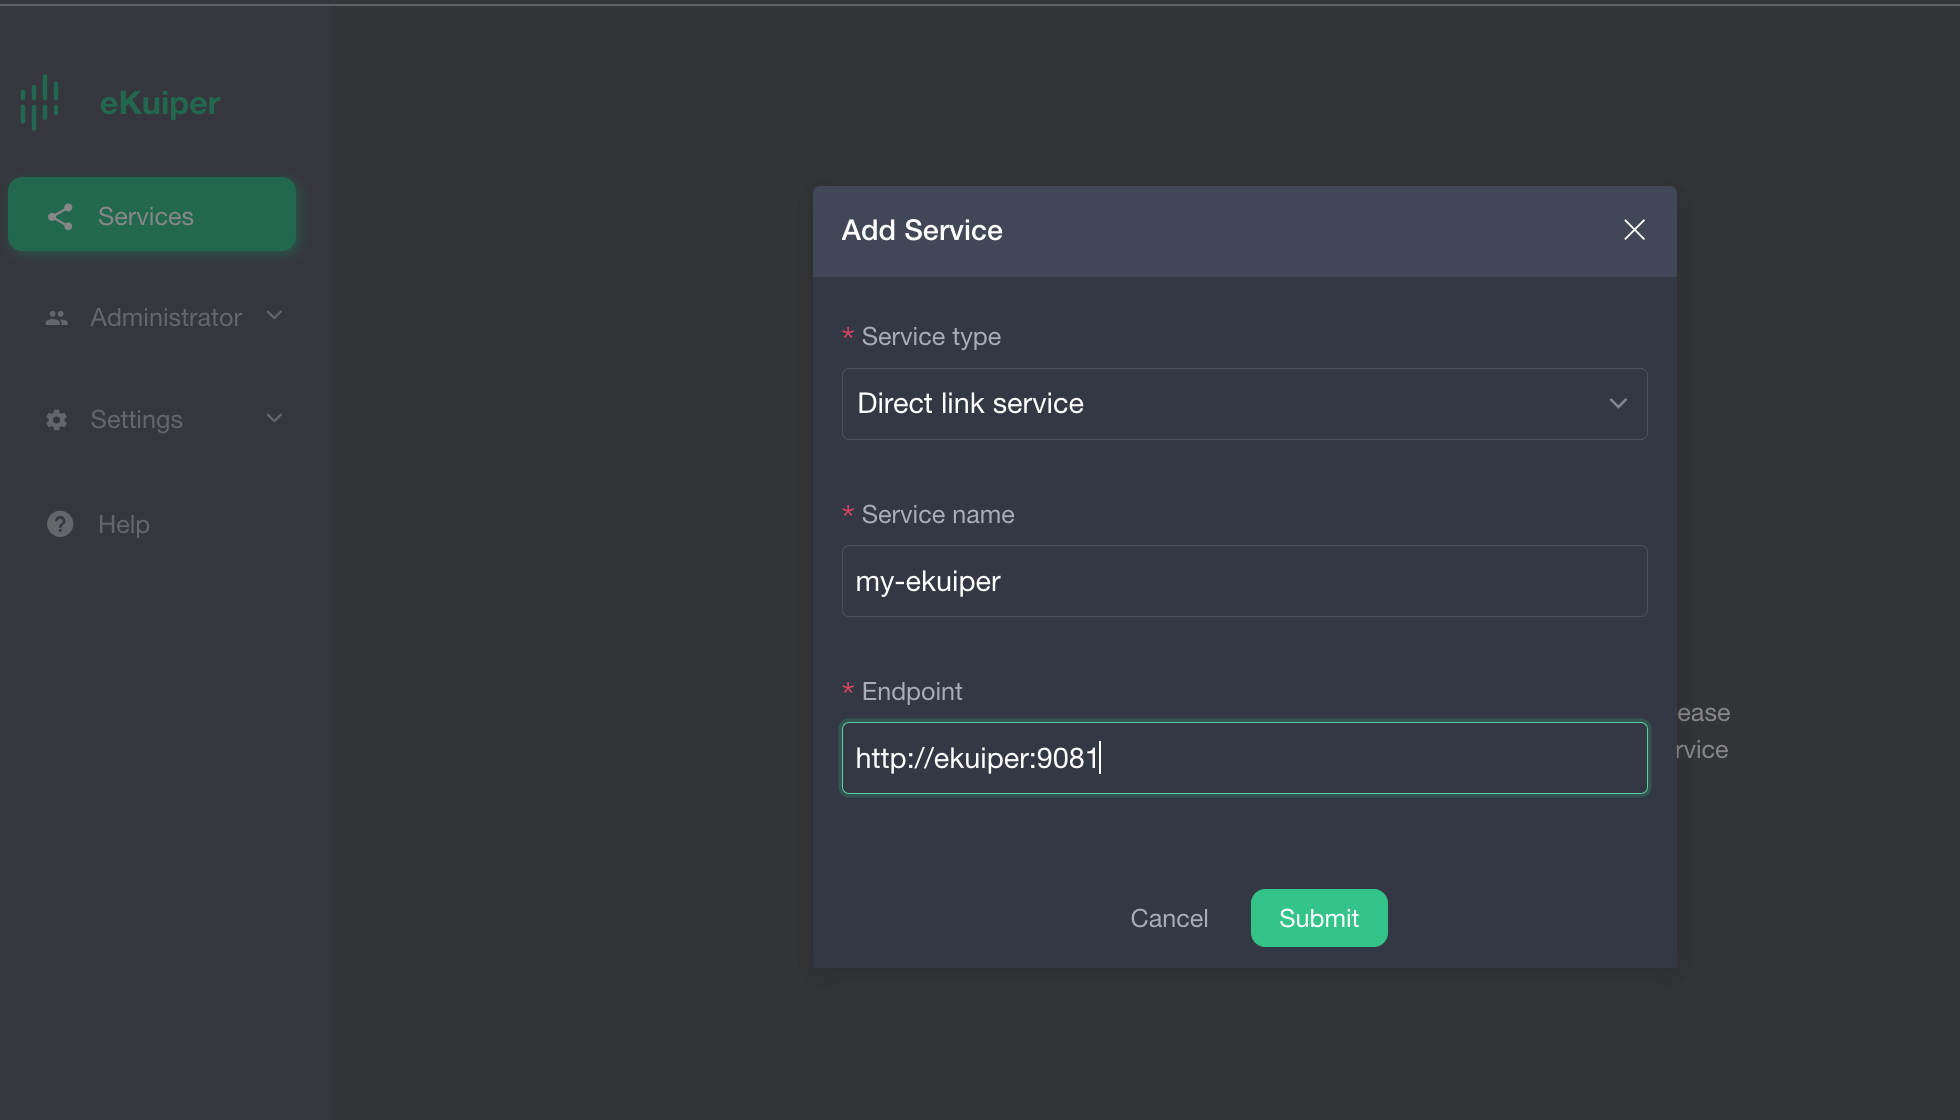 eKuiper
Services
Administrator
Settings
Help
Add Service
* Service type
Direct link service
* Service name
my-ekuiper
* Endpoint
http://ekuiper:9081
ease
rvice
Cancel
Submit